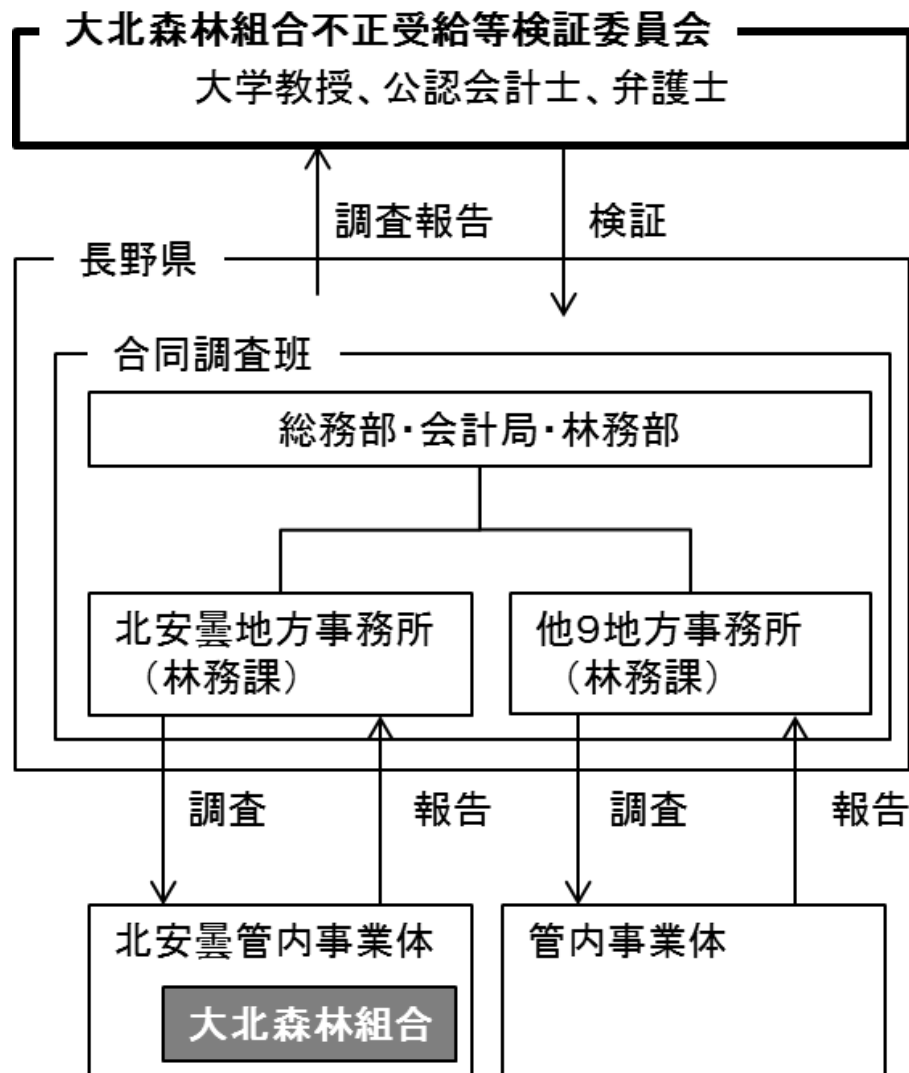 大北森林組合不正受給等検証委員会
大学教授、公認会計士、弁護士
調査報告
検証
長野県
合同調査班
総務部・会計局・林務部
北安曇地方事務所
(林務課)
他9地方事務所
(林務課)
調査
報告
調査
報告
北安曇管内事業体
大北森林組合
管内事業体